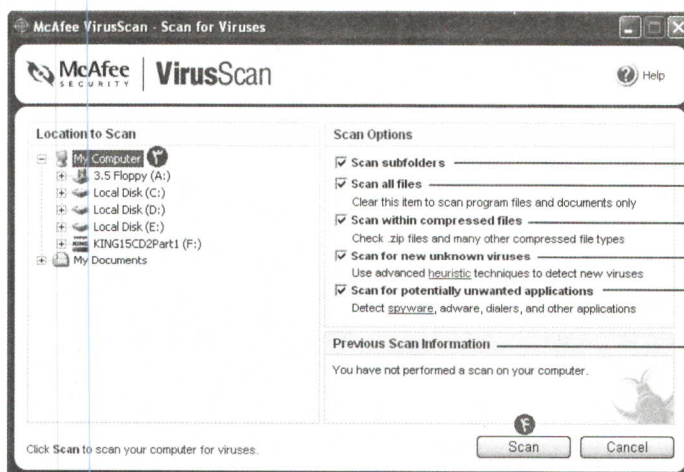 McAfee VirusScan - Scan for Viruses
McAfee SECURITY VirusScan
Help
Location to Scan
My Computer ۳
3.5 Floppy (A:)
Local Disk (C:)
Local Disk (D:)
Local Disk (E:)
KING15CD2Part1 (F:)
My Documents
Scan Options
Scan subfolders
Scan all files
Clear this item to scan program files and documents only
Scan within compressed files
Check .zip files and many other compressed file types
Scan for new unknown viruses
Use advanced heuristic techniques to detect new viruses
Scan for potentially unwanted applications
Detect spyware, adware, dialers, and other applications
Previous Scan Information
You have not performed a scan on your computer.
۴
Click Scan to scan your computer for viruses.
Scan
Cancel